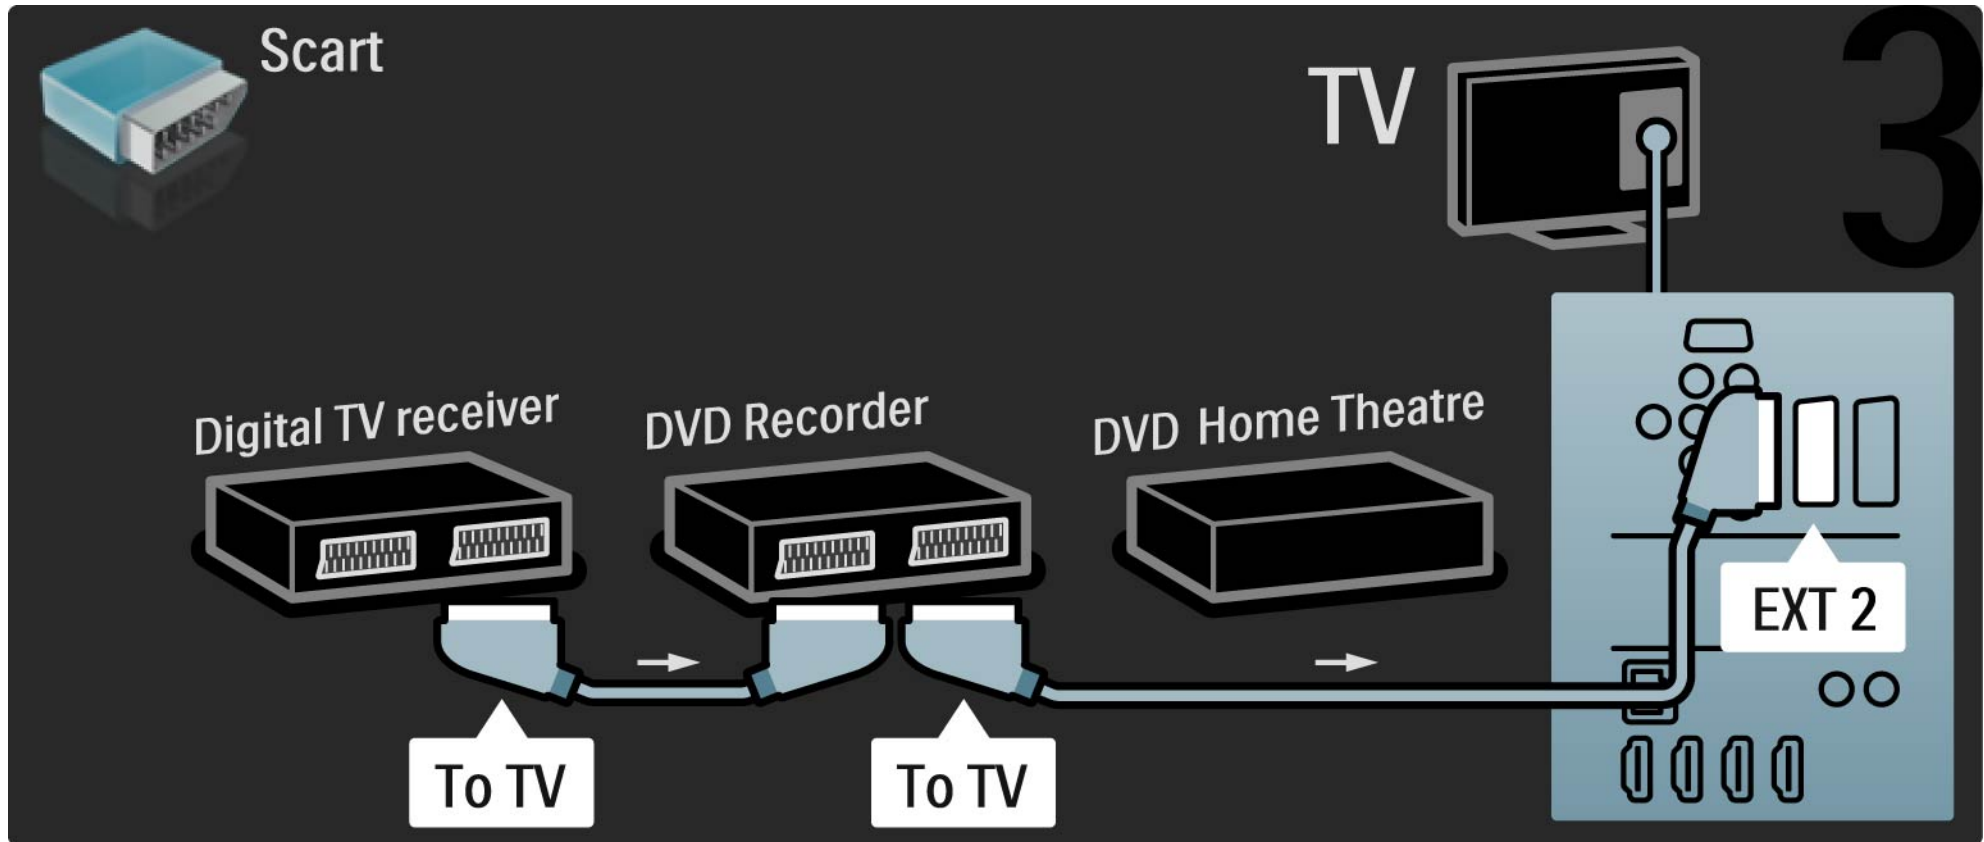 Scart
TV
3
Digital TV receiver
DVD Recorder
DVD Home Theatre
EXT 2
To TV
To TV